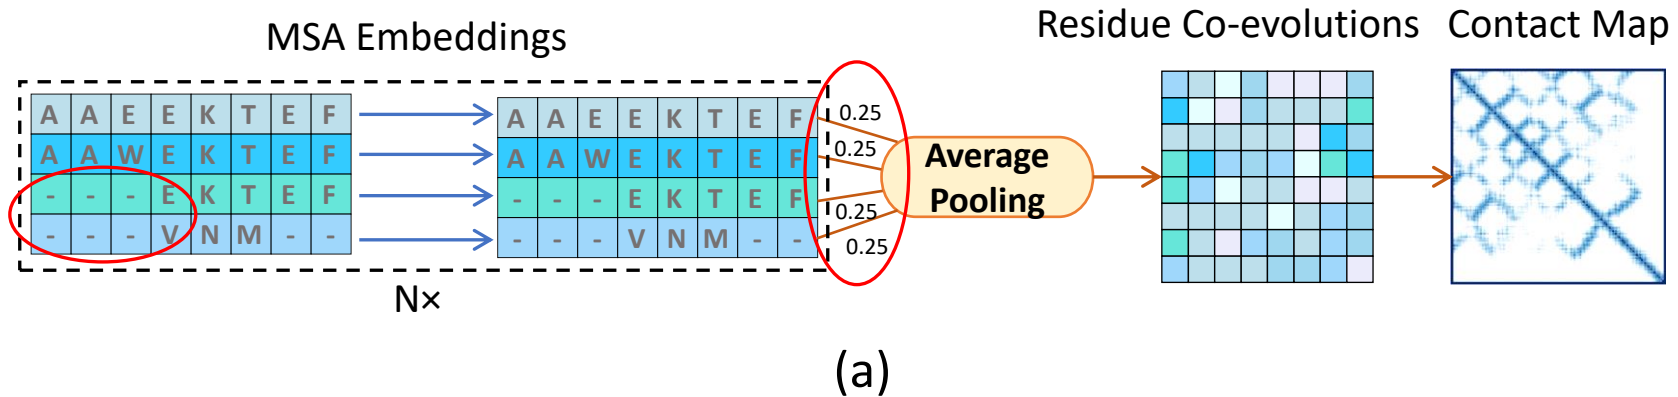 MSA Embeddings
Residue Co-evolutions
Contact Map
A A E E K T E F
A A W E K T E F
- - - E K T E F
- - - V N M - -
A A E E K T E F
A A W E K T E F
- - - E K T E F
- - - V N M - -
0.25
0.25
0.25
0.25
Average
Pooling
N×
(a)